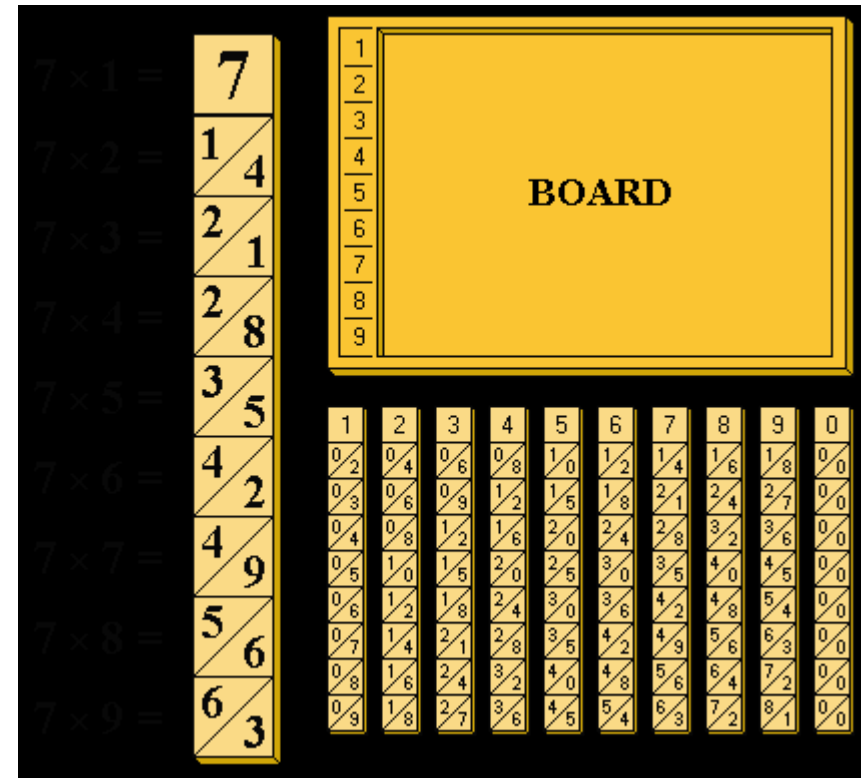 7 × 1 = 7
7 × 2 = 1/4
7 × 3 = 2/1
7 × 4 = 2/8
7 × 5 = 3/5
7 × 6 = 4/2
7 × 7 = 4/9
7 × 8 = 5/6
7 × 9 = 6/3
1
2
3
4
5
6
7
8
9
BOARD
1 2 3 4 5 6 7 8 9 0
0/2 0/4 0/6 0/8 1/0 1/2 1/4 1/6 1/8 0/0
0/3 0/6 0/9 1/2 1/5 1/8 2/1 2/4 2/7 0/0
0/4 0/8 1/2 1/6 2/0 2/4 2/8 3/2 3/6 0/0
0/5 1/0 1/5 2/0 2/5 3/0 3/5 4/0 4/5 0/0
0/6 1/2 1/8 2/4 3/0 3/6 4/2 4/8 5/4 0/0
0/7 1/4 2/1 2/8 3/5 4/2 4/9 5/6 6/3 0/0
0/8 1/6 2/4 3/2 4/0 4/8 5/6 6/4 7/2 0/0
0/9 1/8 2/7 3/6 4/5 5/4 6/3 7/2 8/1 0/0